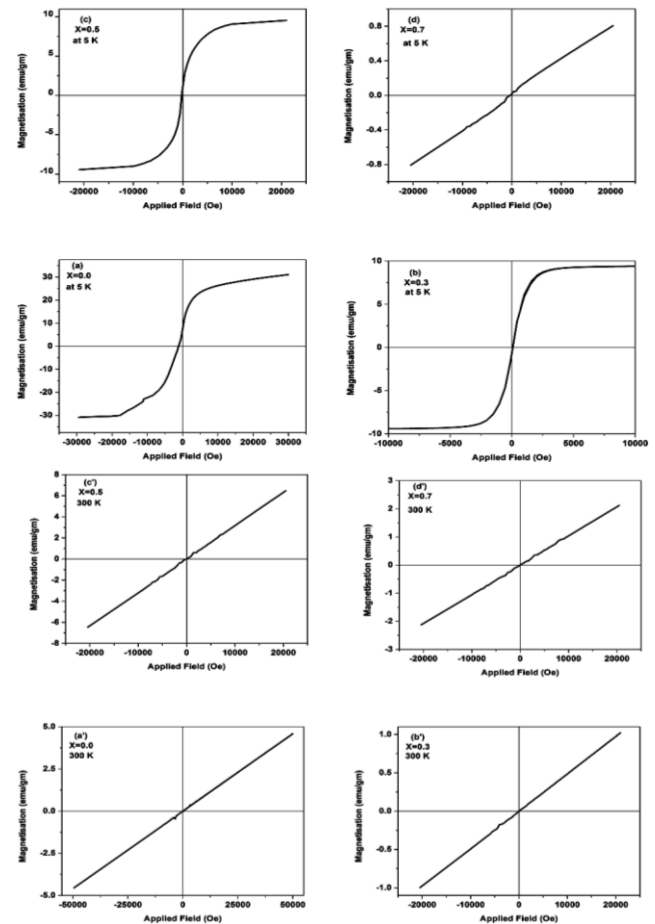 (c)
X=0.5
at 5 K
10
5
0
-5
-10
Magnetisation (emu/gm)
-20000 -10000 0 10000 20000
Applied Field (Oe)
(d)
X=0.7
at 5 K
0.8
0.4
0.0
-0.4
-0.8
Magnetisation (emu/gm)
-20000 -10000 0 10000 20000
Applied Field (Oe)
(a)
X=0.0
at 5 K
30
20
10
0
-10
-20
-30
Magnetisation (emu/gm)
-30000 -20000 -10000 0 10000 20000 30000
Applied Field (Oe)
(b)
X=0.3
at 5 K
10
5
0
-5
-10
Magnetisation (emu/gm)
-10000 -5000 0 5000 10000
Applied Field (Oe)
(c')
X=0.5
300 K
8
6
4
2
0
-2
-4
-6
-8
Magnetisation (emu/gm)
-20000 -10000 0 10000 20000
Applied Field (Oe)
(d')
X=0.7
300 K
3
2
1
0
-1
-2
-3
Magnetisation (emu/gm)
-20000 -10000 0 10000 20000
Applied Field (Oe)
(a')
X=0.0
300 K
5.0
2.5
0.0
-2.5
-5.0
Magnetisation (emu/gm)
-50000 -25000 0 25000 50000
Applied Field (Oe)
(b')
X=0.3
300 K
1.0
0.5
0.0
-0.5
-1.0
Magnetisation (emu/gm)
-20000 -10000 0 10000 20000
Applied Field (Oe)